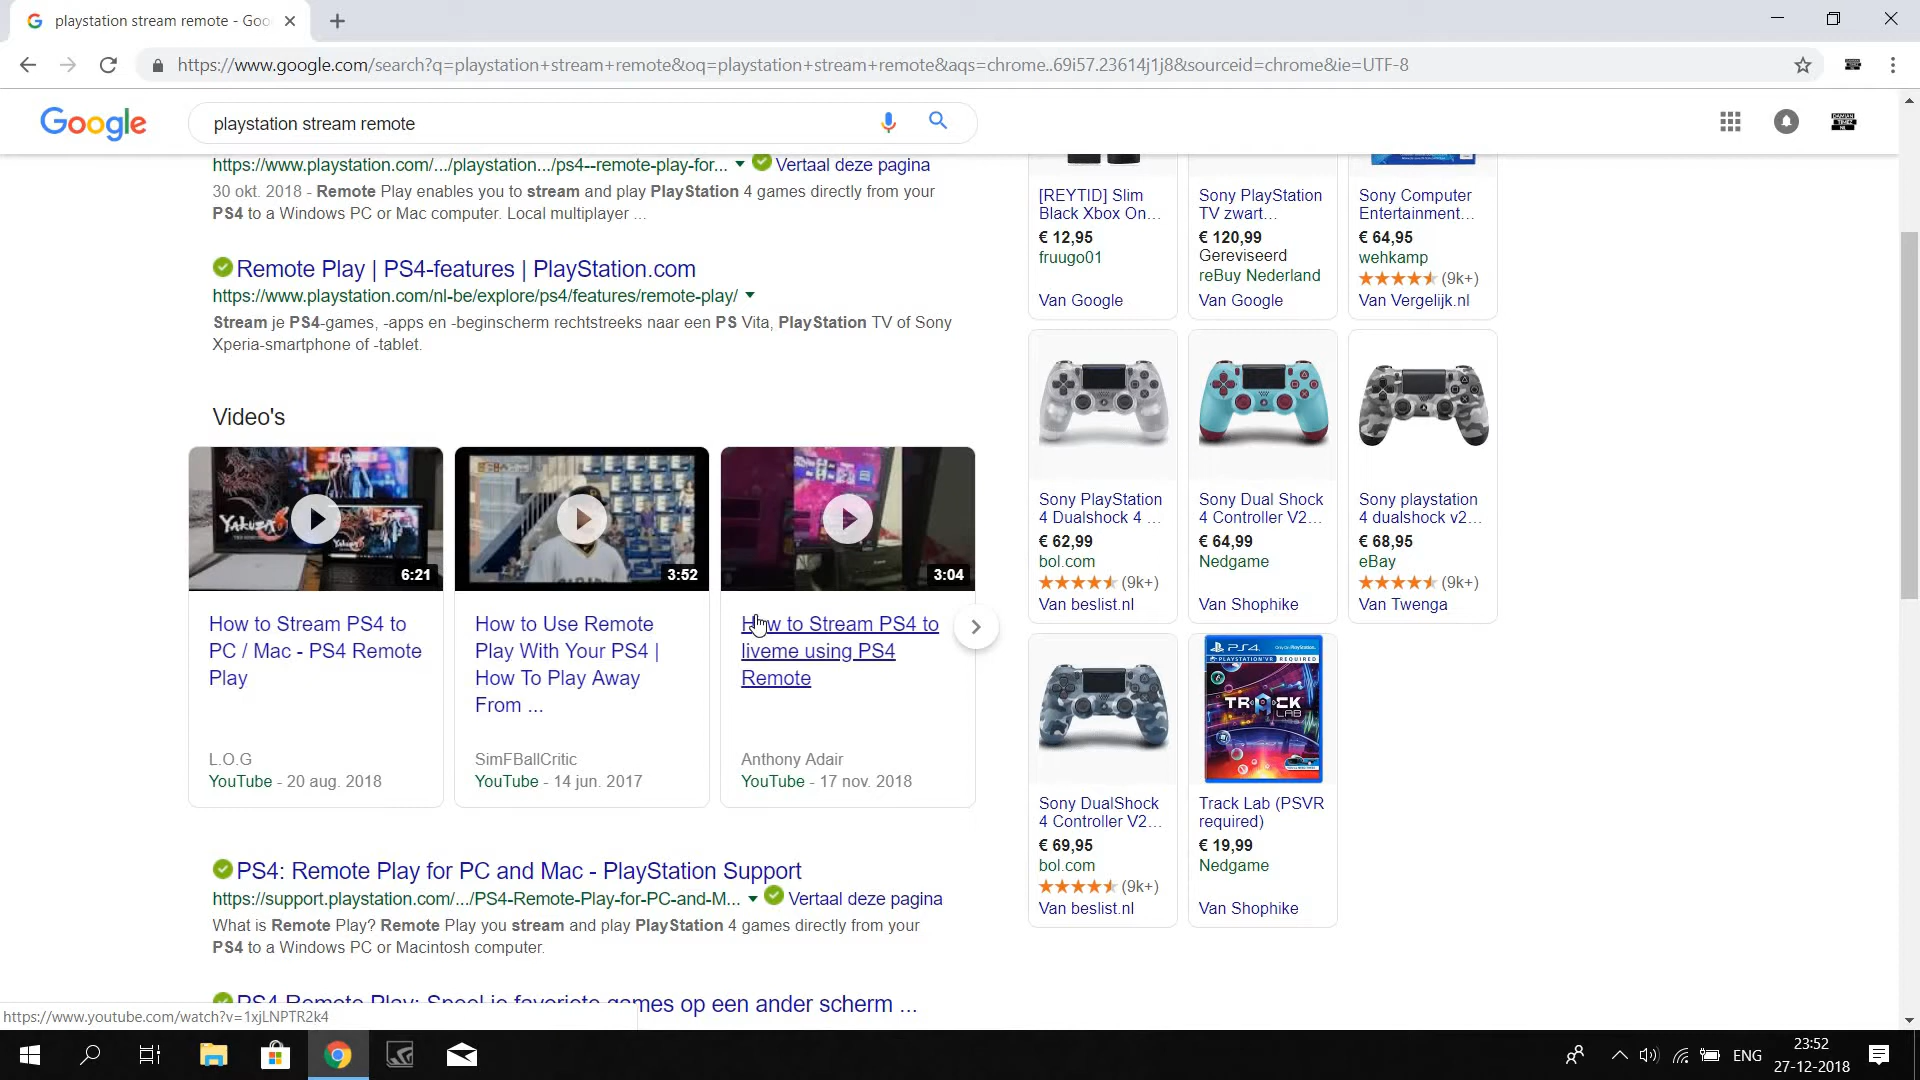 playstation stream remote - Goo
https://www.google.com/search?q=playstation+stream+remote&oq=playstation+stream+remote&aqs=chrome..69i57.23614j1j8&sourceid=chrome&ie=UTF-8
Google
playstation stream remote
https://www.playstation.com/.../playstation.../ps4--remote-play-for... Vertaal deze pagina
30 okt. 2018 - Remote Play enables you to stream and play PlayStation 4 games directly from your
PS4 to a Windows PC or Mac computer. Local multiplayer ...
Remote Play | PS4-features | PlayStation.com
https://www.playstation.com/nl-be/explore/ps4/features/remote-play/
Stream je PS4-games, -apps en -beginscherm rechtstreeks naar een PS Vita, PlayStation TV of Sony
Xperia-smartphone of -tablet.
Video's
YAKUZA
6:21
How to Stream PS4 to
PC / Mac - PS4 Remote
Play
L.O.G
YouTube - 20 aug. 2018
3:52
How to Use Remote
Play With Your PS4 |
How To Play Away
From ...
SimFBallCritic
YouTube - 14 jun. 2017
3:04
How to Stream PS4 to
liveme using PS4
Remote
Anthony Adair
YouTube - 17 nov. 2018
PS4: Remote Play for PC and Mac - PlayStation Support
https://support.playstation.com/.../PS4-Remote-Play-for-PC-and-M... Vertaal deze pagina
What is Remote Play? Remote Play you stream and play PlayStation 4 games directly from your
PS4 to a Windows PC or Macintosh computer.
PS4 Remote Play: Speel je favoriete games op een ander scherm ...
[REYTID] Slim
Black Xbox On...
€ 12,95
fruugo01
Van Google
Sony PlayStation
TV zwart...
€ 120,99
Gereviseerd
reBuy Nederland
Van Google
Sony Computer
Entertainment...
€ 64,95
wehkamp
(9k+)
Van Vergelijk.nl
Sony PlayStation
4 Dualshock 4 ...
€ 62,99
bol.com
(9k+)
Van beslist.nl
Sony Dual Shock
4 Controller V2...
€ 64,99
Nedgame
Van Shophike
Sony playstation
4 dualshock v2...
€ 68,95
eBay
(9k+)
Van Twenga
Sony DualShock
4 Controller V2...
€ 69,95
bol.com
(9k+)
Van beslist.nl
PS4
PLAYSTATION VR REQUIRED
TRACK
LAB
Track Lab (PSVR
required)
€ 19,99
Nedgame
Van Shophike
https://www.youtube.com/watch?v=1xjLNPTR2k4
ENG
23:52
27-12-2018